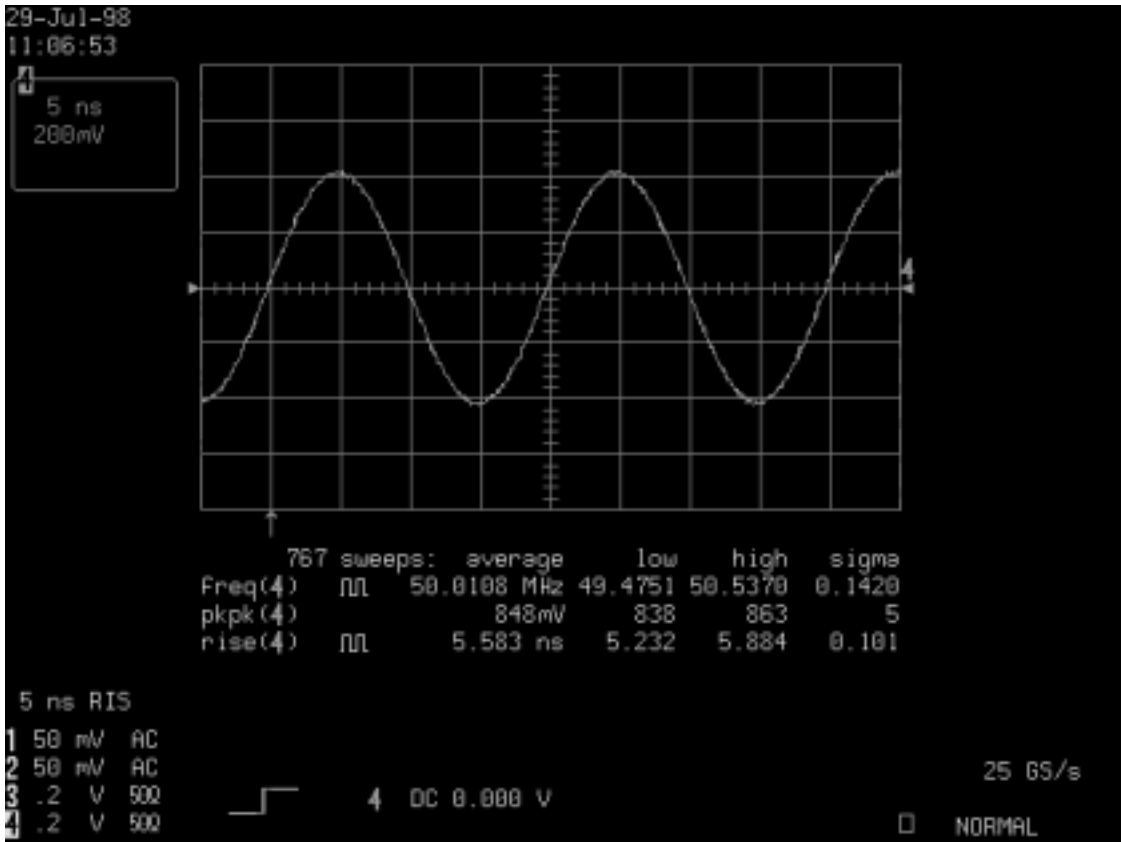 29-Jul-98
11:06:53
4
5 ns
200mV
4
767 sweeps: average low high sigma
freq(4) 50.0108 MHz 49.4751 50.5370 0.1420
pkpk(4) 848mV 838 863 5
rise(4) 5.583 ns 5.232 5.884 0.101
5 ns RIS
1 50 mV AC
2 50 mV AC
3 .2 V 50Ω
4 .2 V 50Ω
4 DC 0.000 V
25 GS/s
NORMAL